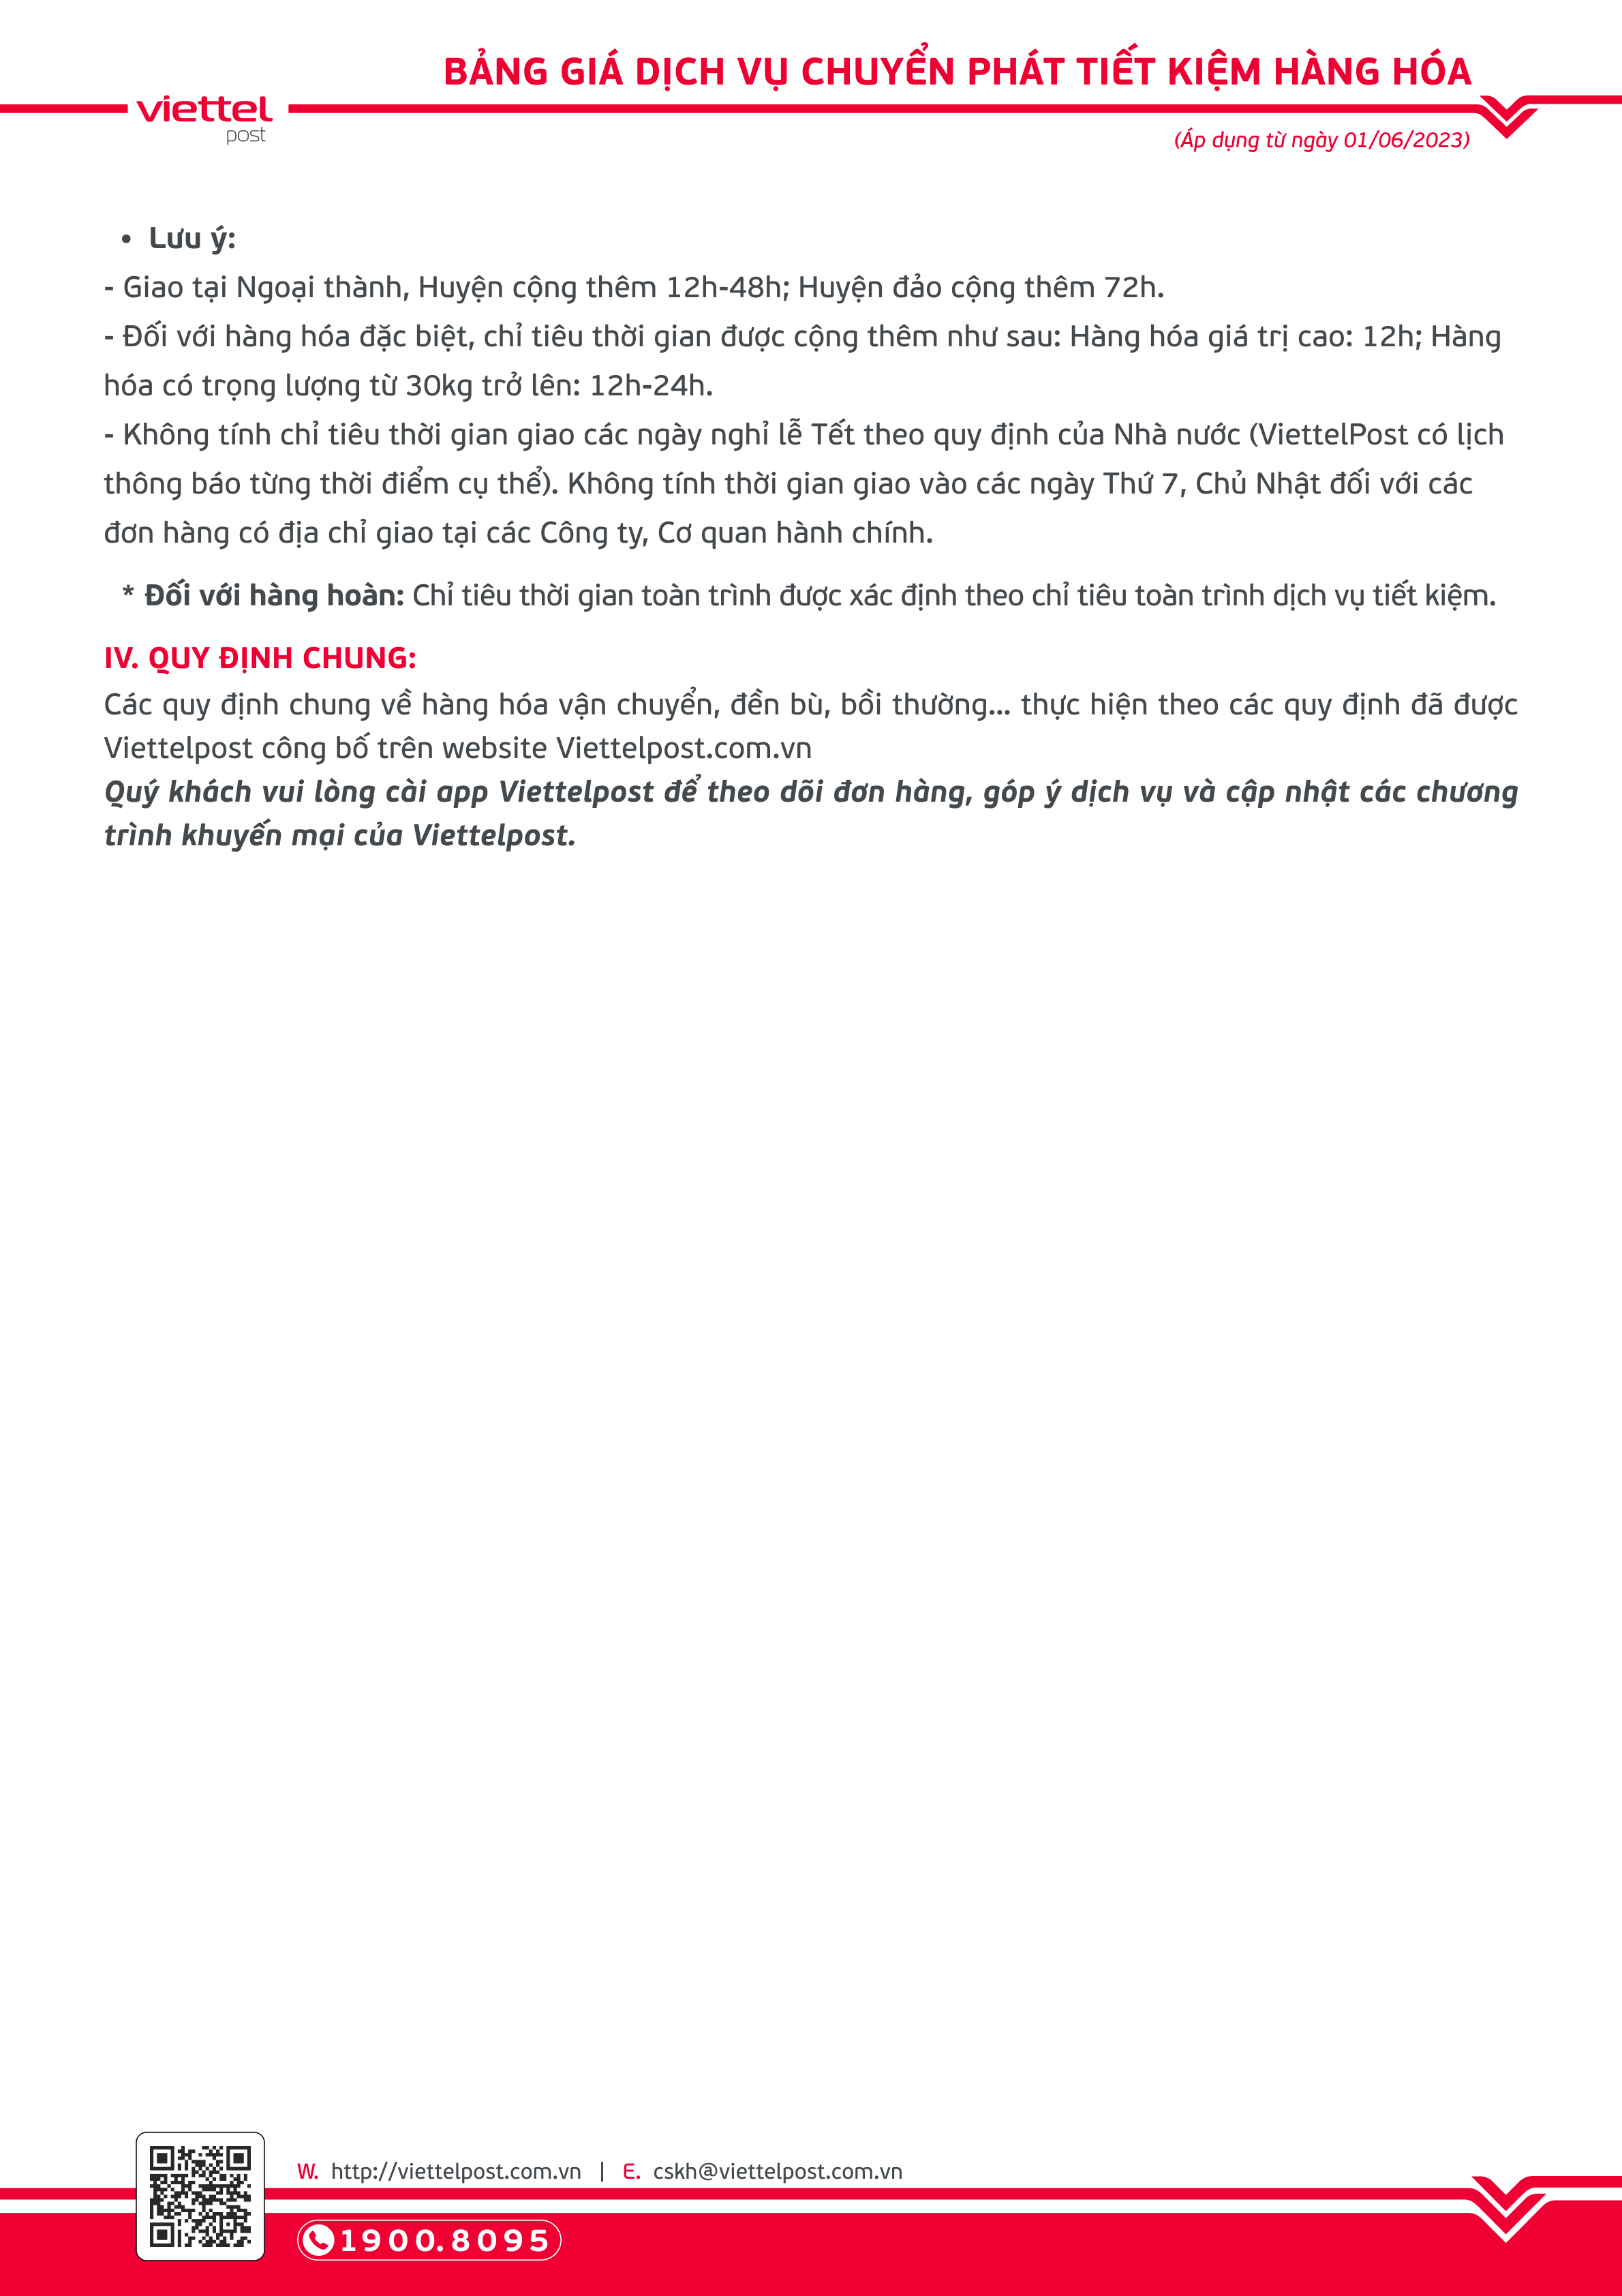 BẢNG GIÁ DỊCH VỤ CHUYỂN PHÁT TIẾT KIỆM HÀNG HÓA
viettel
post
(Áp dụng từ ngày 01/06/2023)
• Lưu ý:
- Giao tại Ngoại thành, Huyện cộng thêm 12h-48h; Huyện đảo cộng thêm 72h.
- Đối với hàng hóa đặc biệt, chỉ tiêu thời gian được cộng thêm như sau: Hàng hóa giá trị cao: 12h; Hàng
hóa có trọng lượng từ 30kg trở lên: 12h-24h.
- Không tính chỉ tiêu thời gian giao các ngày nghỉ lễ Tết theo quy định của Nhà nước (ViettelPost có lịch
thông báo từng thời điểm cụ thể). Không tính thời gian giao vào các ngày Thứ 7, Chủ Nhật đối với các
đơn hàng có địa chỉ giao tại các Công ty, Cơ quan hành chính.
* Đối với hàng hoàn: Chỉ tiêu thời gian toàn trình được xác định theo chỉ tiêu toàn trình dịch vụ tiết kiệm.
IV. QUY ĐỊNH CHUNG:
Các quy định chung về hàng hóa vận chuyển, đền bù, bồi thường... thực hiện theo các quy định đã được
Viettelpost công bố trên website Viettelpost.com.vn
Quý khách vui lòng cài app Viettelpost để theo dõi đơn hàng, góp ý dịch vụ và cập nhật các chương
trình khuyến mại của Viettelpost.
W. http://viettelpost.com.vn | E. cskh@viettelpost.com.vn
1900.8095